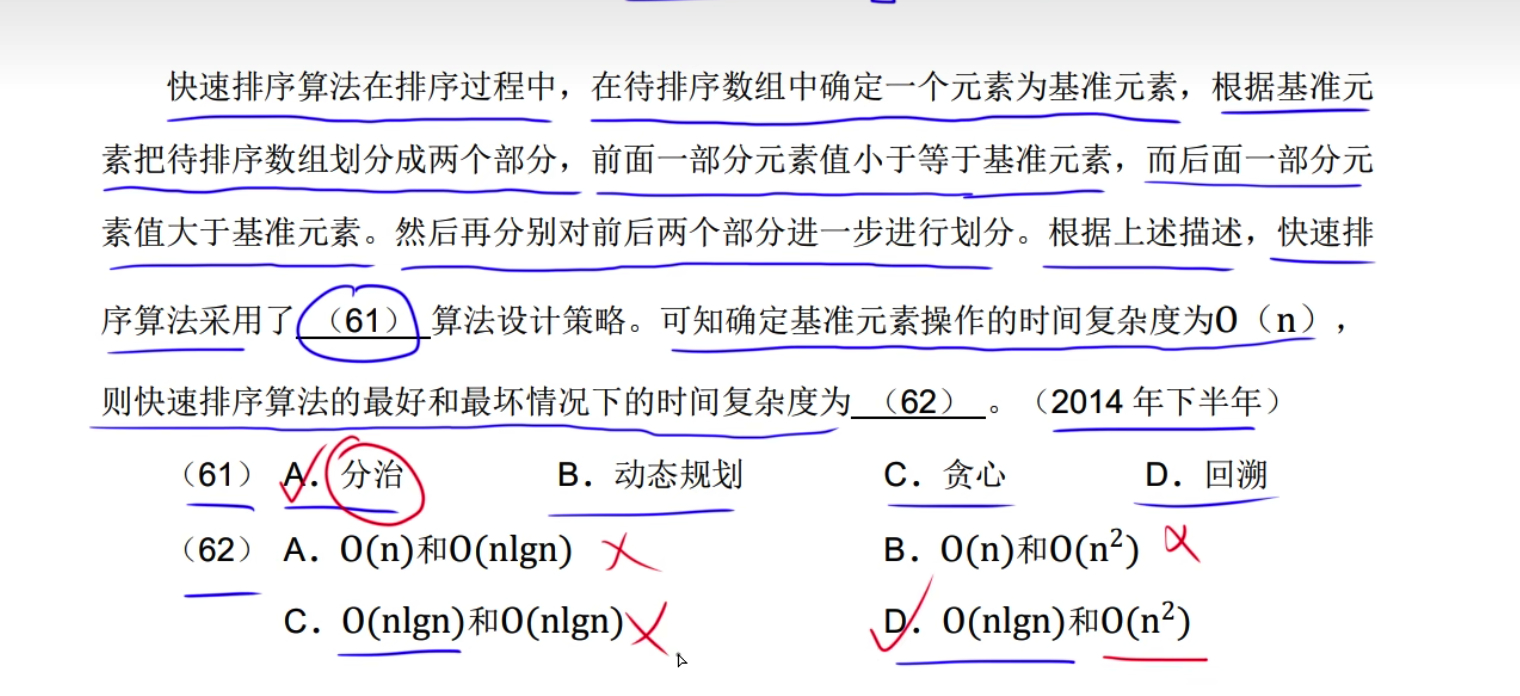 快速排序算法在排序过程中，在待排序数组中确定一个元素为基准元素，根据基准元
素把待排序数组划分成两个部分，前面一部分元素值小于等于基准元素，而后面一部分元
素值大于基准元素。然后再分别对前后两个部分进一步进行划分。根据上述描述，快速排
序算法采用了（61）算法设计策略。可知确定基准元素操作的时间复杂度为O（n），
则快速排序算法的最好和最坏情况下的时间复杂度为（62）。（2014 年下半年）
（61） A．分治 B．动态规划 C．贪心 D．回溯
（62） A．O(n)和O(nlgn) B．O(n)和O(n²)
C．O(nlgn)和O(nlgn) D．O(nlgn)和O(n²)